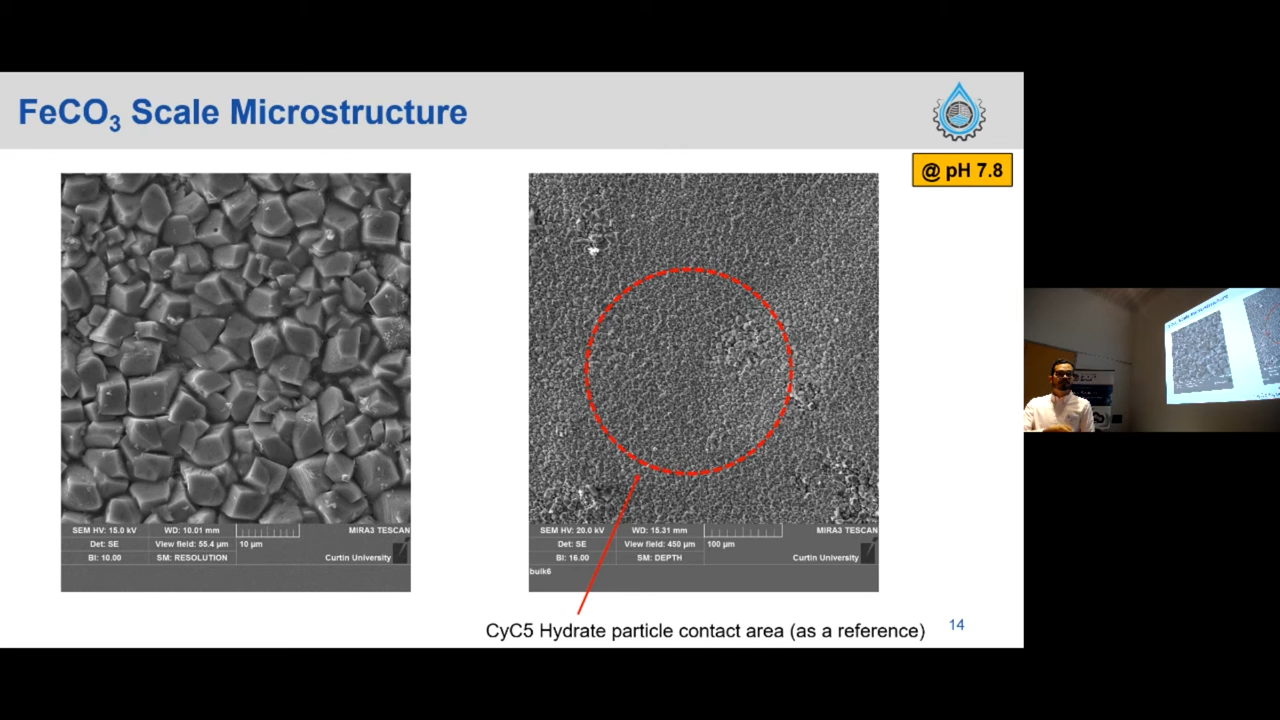 FeCO3 Scale Microstructure
@ pH 7.8
SEM HV: 15.0 kV WD: 10.01 mm MIRA3 TESCAN
Det: SE View field: 55.4 µm 10 µm
BI: 10.00 SM: RESOLUTION Curtin University
SEM HV: 20.0 kV WD: 15.31 mm MIRA3 TESCAN
Det: SE View field: 450 µm 100 µm
BI: 16.00 SM: DEPTH Curtin University
bulk6
CyC5 Hydrate particle contact area (as a reference)
14